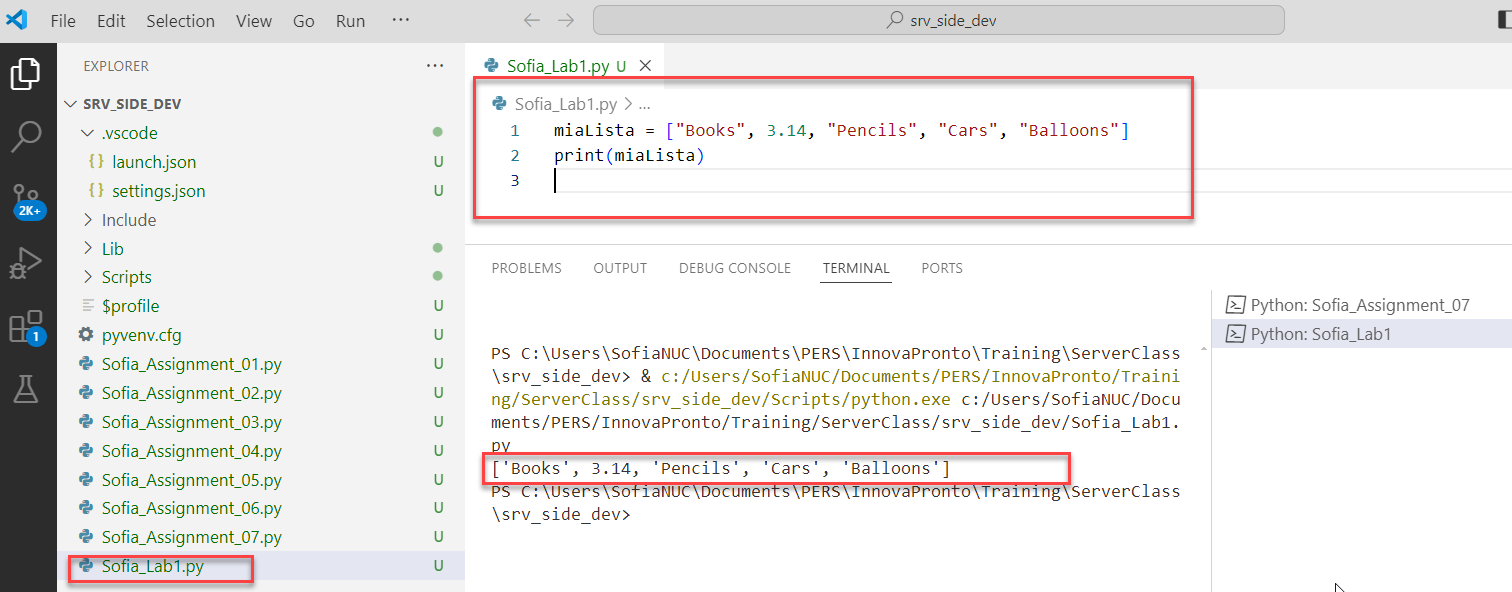 File Edit Selection View Go Run ··· srv_side_dev
EXPLORER ···
SRV_SIDE_DEV
.vscode
{} launch.json U
{} settings.json U
Include
Lib
Scripts
$profile U
pyvenv.cfg U
Sofia_Assignment_01.py U
Sofia_Assignment_02.py U
Sofia_Assignment_03.py U
Sofia_Assignment_04.py U
Sofia_Assignment_05.py U
Sofia_Assignment_06.py U
Sofia_Assignment_07.py U
Sofia_Lab1.py U
2K+
1
Sofia_Lab1.py U
Sofia_Lab1.py > ...
1 miaLista = ["Books", 3.14, "Pencils", "Cars", "Balloons"]
2 print(miaLista)
3
PROBLEMS OUTPUT DEBUG CONSOLE TERMINAL PORTS
PS C:\Users\SofiaNUC\Documents\PERS\InnovaPronto\Training\ServerClass
\srv_side_dev> & c:/Users/SofiaNUC/Documents/PERS/InnovaPronto/Traini
ng/ServerClass/srv_side_dev/Scripts/python.exe c:/Users/SofiaNUC/Docu
ments/PERS/InnovaPronto/Training/ServerClass/srv_side_dev/Sofia_Lab1.
py
['Books', 3.14, 'Pencils', 'Cars', 'Balloons']
PS C:\Users\SofiaNUC\Documents\PERS\InnovaPronto\Training\ServerClass
\srv_side_dev>
Python: Sofia_Assignment_07
Python: Sofia_Lab1